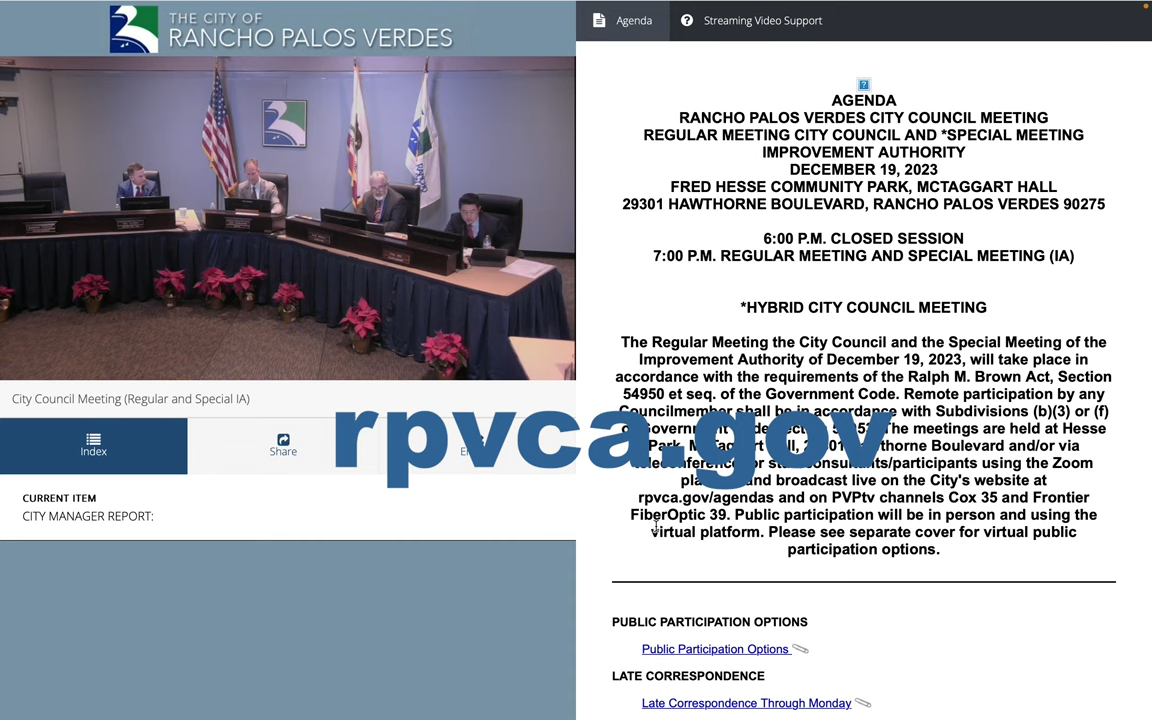 THE CITY OF
RANCHO PALOS VERDES
City Council Meeting (Regular and Special IA)
Index
Share
CURRENT ITEM
CITY MANAGER REPORT:
rpvca.gov
Agenda
Streaming Video Support
AGENDA
RANCHO PALOS VERDES CITY COUNCIL MEETING
REGULAR MEETING CITY COUNCIL AND *SPECIAL MEETING
IMPROVEMENT AUTHORITY
DECEMBER 19, 2023
FRED HESSE COMMUNITY PARK, MCTAGGART HALL
29301 HAWTHORNE BOULEVARD, RANCHO PALOS VERDES 90275
6:00 P.M. CLOSED SESSION
7:00 P.M. REGULAR MEETING AND SPECIAL MEETING (IA)
*HYBRID CITY COUNCIL MEETING
The Regular Meeting the City Council and the Special Meeting of the
Improvement Authority of December 19, 2023, will take place in
accordance with the requirements of the Ralph M. Brown Act, Section
54950 et seq. of the Government Code. Remote participation by any
Councilmember shall be in accordance with Subdivisions (b)(3) or (f)
The meetings are held at Hesse
Park, Boulevard and/or via
using the Zoom
and broadcast live on the City's website at
rpvca.gov/agendas and on PVPtv channels Cox 35 and Frontier
FiberOptic 39. Public participation will be in person and using the
virtual platform. Please see separate cover for virtual public
participation options.
PUBLIC PARTICIPATION OPTIONS
Public Participation Options
LATE CORRESPONDENCE
Late Correspondence Through Monday